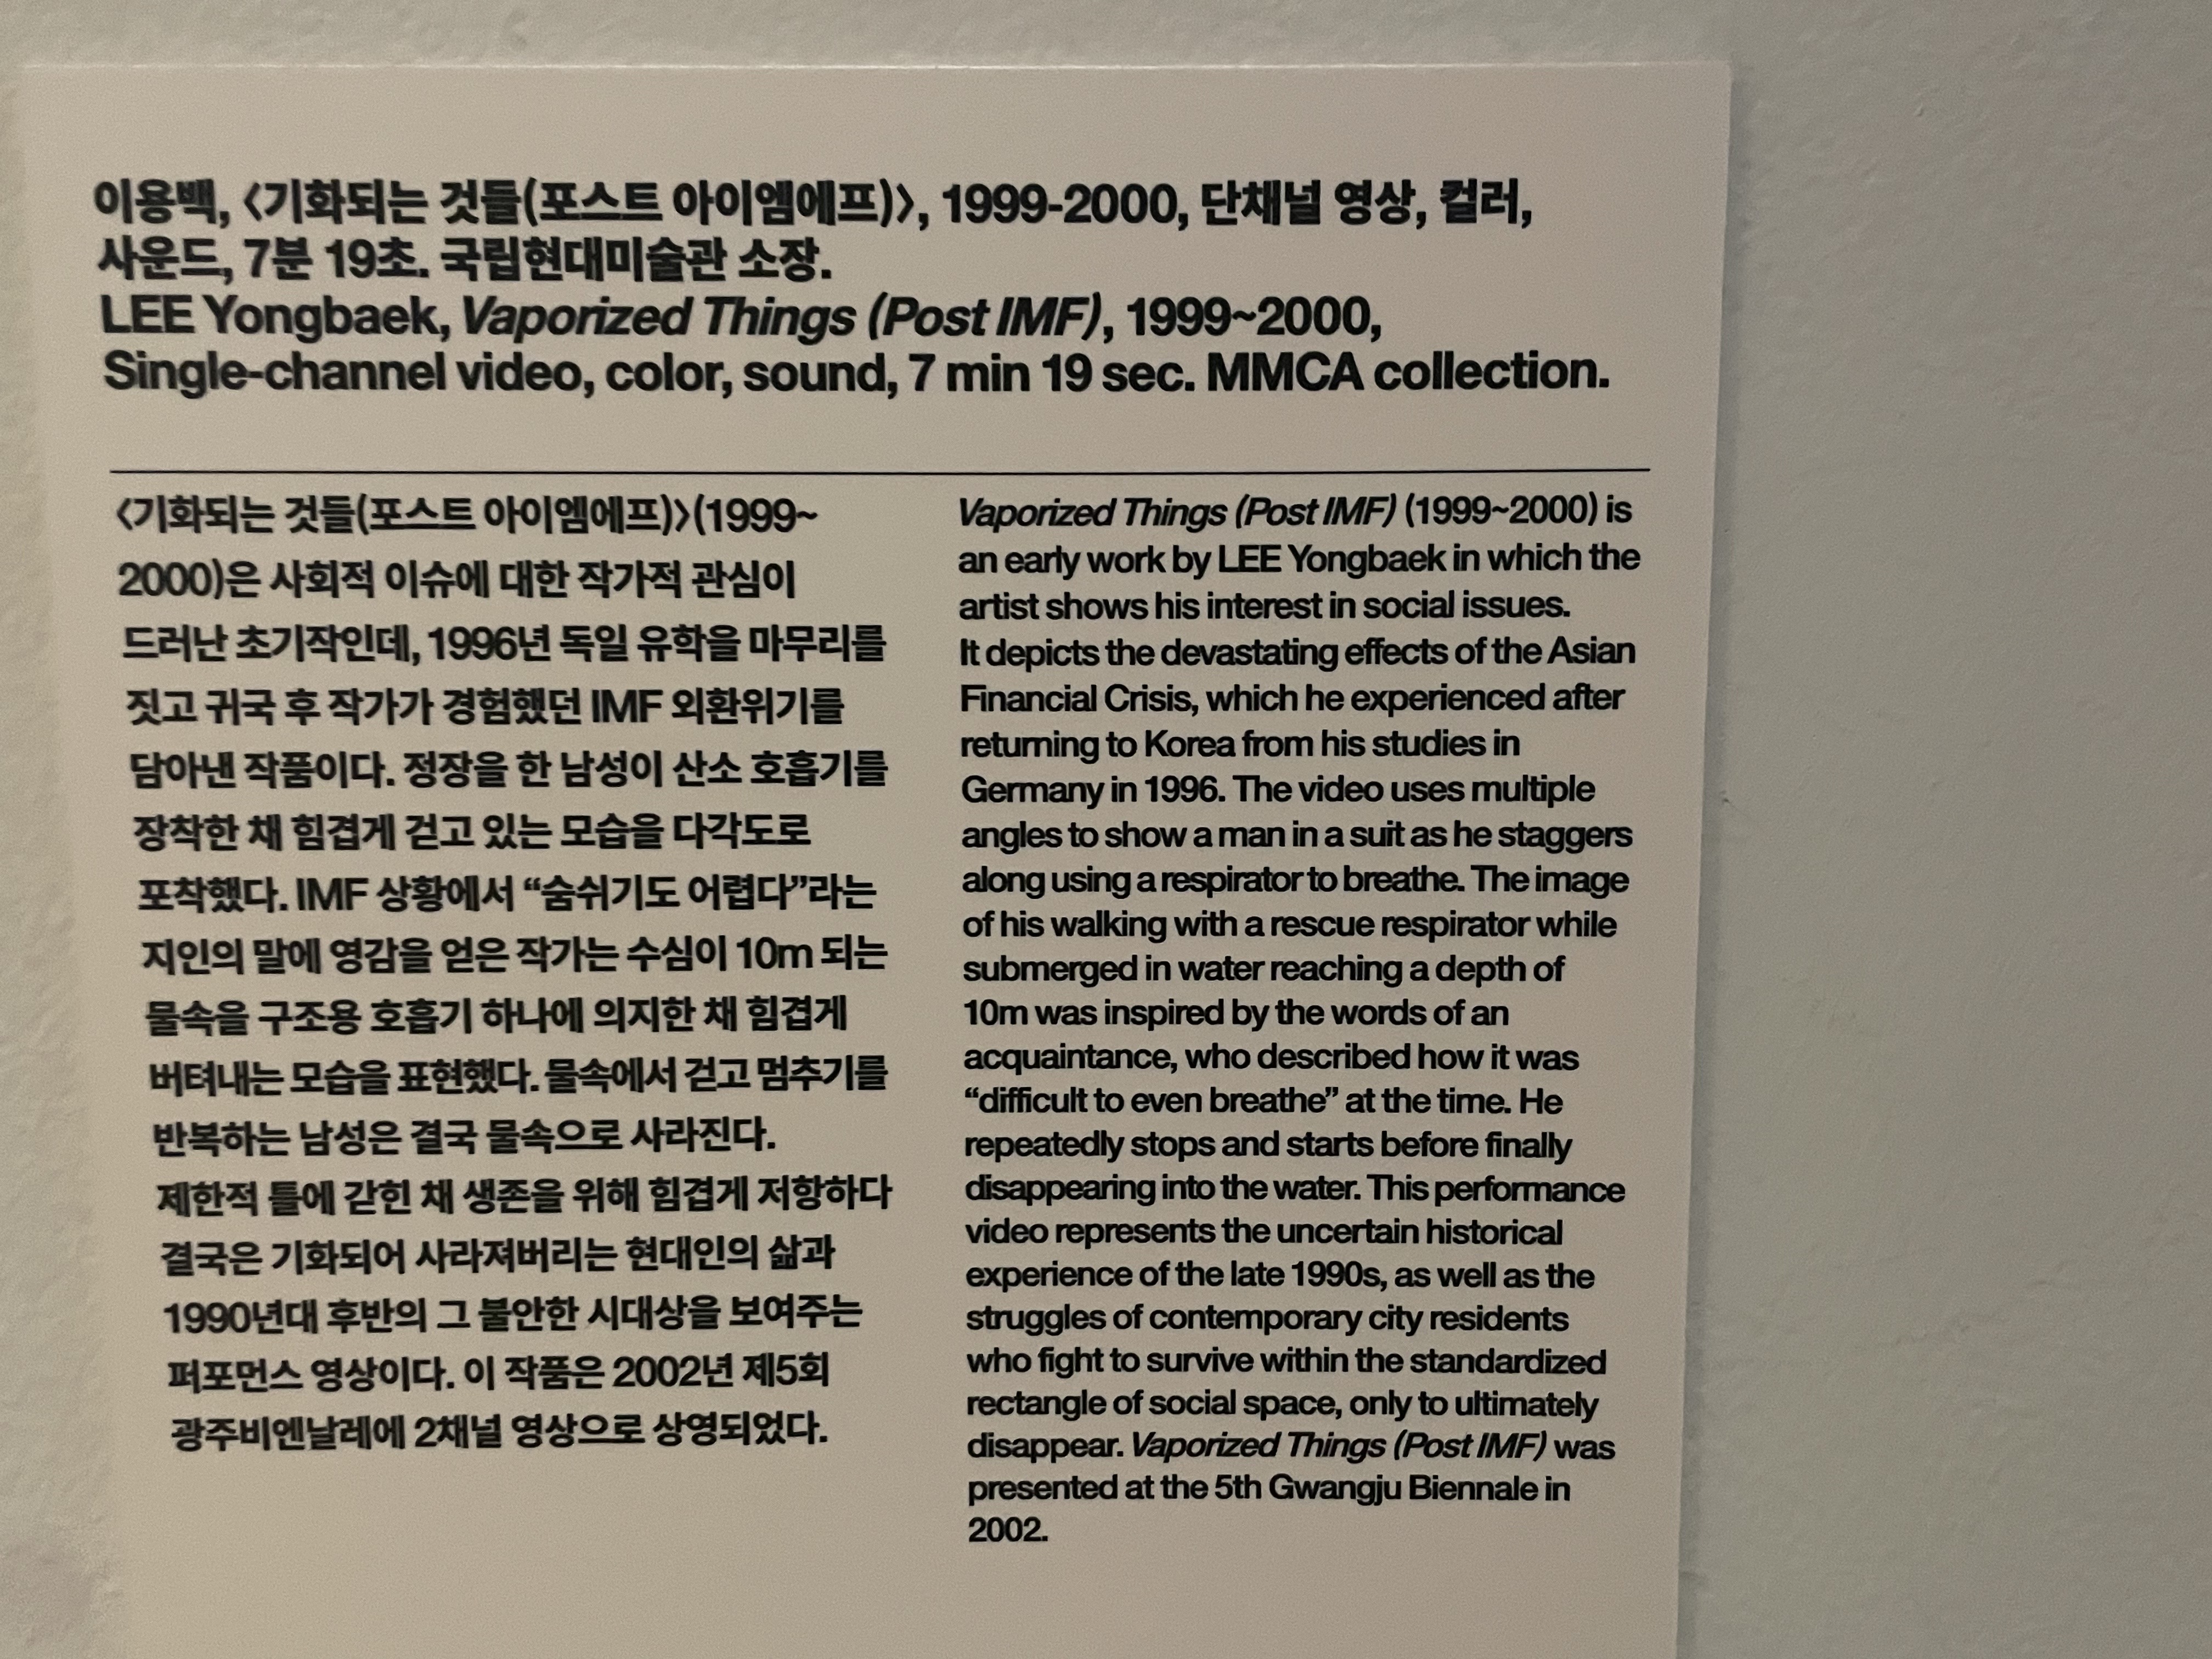 이용백, 〈기화되는 것들(포스트 아이엠에프)〉, 1999-2000, 단채널 영상, 컬러,
사운드, 7분 19초. 국립현대미술관 소장.
LEE Yongbaek, Vaporized Things (Post IMF), 1999~2000,
Single-channel video, color, sound, 7 min 19 sec. MMCA collection.
〈기화되는 것들(포스트 아이엠에프)〉(1999~
2000)은 사회적 이슈에 대한 작가적 관심이
드러난 초기작인데, 1996년 독일 유학을 마무리를
짓고 귀국 후 작가가 경험했던 IMF 외환위기를
담아낸 작품이다. 정장을 한 남성이 산소 호흡기를
장착한 채 힘겹게 걷고 있는 모습을 다각도로
포착했다. IMF 상황에서 “숨쉬기도 어렵다”라는
지인의 말에 영감을 얻은 작가는 수심이 10m 되는
물속을 구조용 호흡기 하나에 의지한 채 힘겹게
버텨내는 모습을 표현했다. 물속에서 걷고 멈추기를
반복하는 남성은 결국 물속으로 사라진다.
제한적 틀에 갇힌 채 생존을 위해 힘겹게 저항하다
결국은 기화되어 사라져버리는 현대인의 삶과
1990년대 후반의 그 불안한 시대상을 보여주는
퍼포먼스 영상이다. 이 작품은 2002년 제5회
광주비엔날레에 2채널 영상으로 상영되었다.
Vaporized Things (Post IMF) (1999~2000) is
an early work by LEE Yongbaek in which the
artist shows his interest in social issues.
It depicts the devastating effects of the Asian
Financial Crisis, which he experienced after
returning to Korea from his studies in
Germany in 1996. The video uses multiple
angles to show a man in a suit as he staggers
along using a respirator to breathe. The image
of his walking with a rescue respirator while
submerged in water reaching a depth of
10m was inspired by the words of an
acquaintance, who described how it was
“difficult to even breathe” at the time. He
repeatedly stops and starts before finally
disappearing into the water. This performance
video represents the uncertain historical
experience of the late 1990s, as well as the
struggles of contemporary city residents
who fight to survive within the standardized
rectangle of social space, only to ultimately
disappear. Vaporized Things (Post IMF) was
presented at the 5th Gwangju Biennale in
2002.